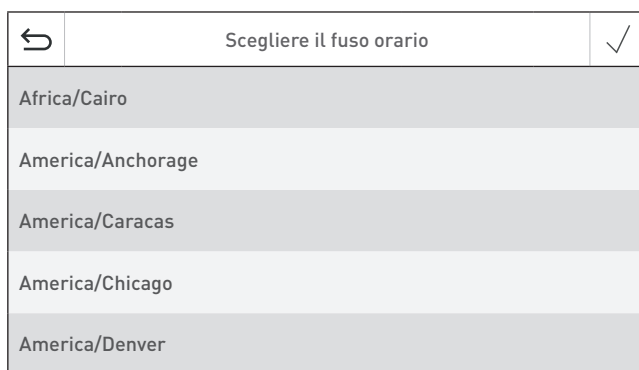 Scegliere il fuso orario
Africa/Cairo
America/Anchorage
America/Caracas
America/Chicago
America/Denver